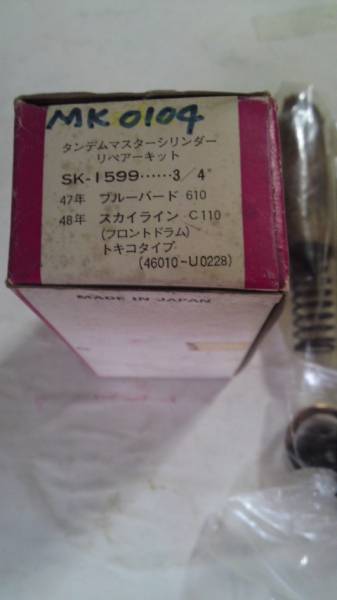 MK 0104
タンデムマスターシリンダー
リペアーキット
SK-1599……3/4"
47年 ブルーバード 610
48年 スカイライン C110
(フロントドラム)
トキコタイプ
(46010~U0228)
MADE IN JAPAN